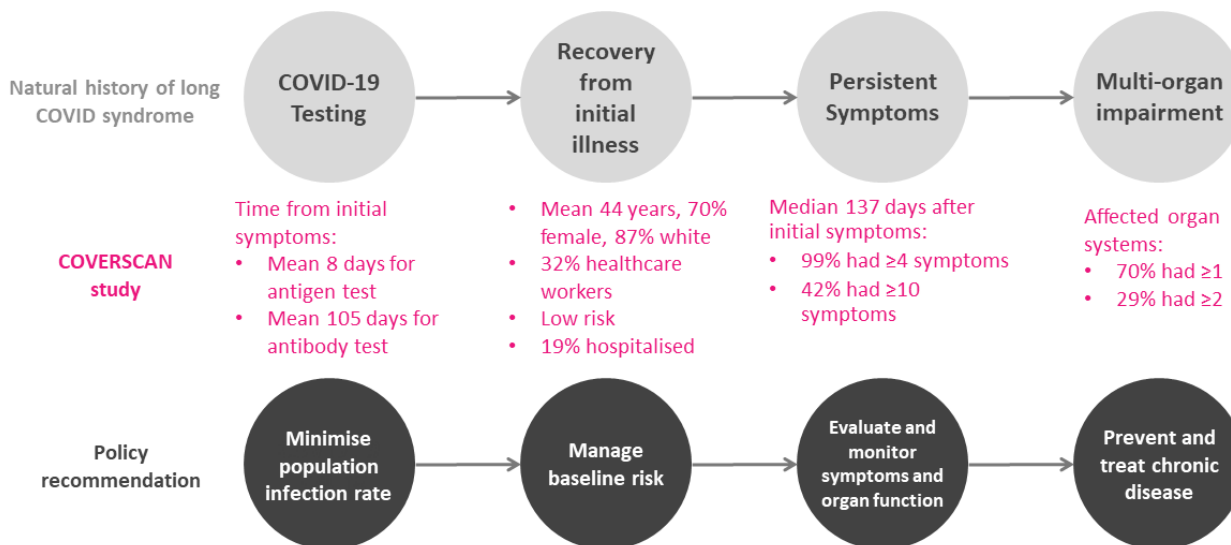 Natural history of long
COVID syndrome
COVID-19
Testing
Recovery
from
initial
illness
Persistent
Symptoms
Multi-organ
impairment
COVERSCAN
study
Time from initial
symptoms:
• Mean 8 days for
antigen test
• Mean 105 days for
antibody test
• Mean 44 years, 70%
female, 87% white
• 32% healthcare
workers
• Low risk
• 19% hospitalised
Median 137 days after
initial symptoms:
• 99% had ≥4 symptoms
• 42% had ≥10
symptoms
Affected organ
systems:
• 70% had ≥1
• 29% had ≥2
Policy
recommendation
Minimise
population
infection rate
Manage
baseline risk
Evaluate and
monitor
symptoms and
organ function
Prevent and
treat chronic
disease